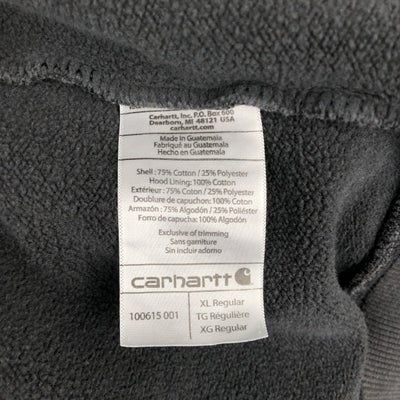 Carhartt, Inc, P.O. Box 600
Dearborn, MI 48121 USA
carhartt.com
Made in Guatemala
Fabriqué au Guatemala
Hecho en Guatemala
Shell: 75% Cotton / 25% Polyester
Hood Lining: 100% Cotton
Extérieur: 75% Coton / 25% Polyester
Doublure de capuchon: 100% Coton
Armazón: 75% Algodón / 25% Poliéster
Forro de capucho: 100% Algodón
Exclusive of trimming
Sans garniture
Sin incluir adorno
carhartt
100615 001
XL Regular
TG Régulière
XG Regular